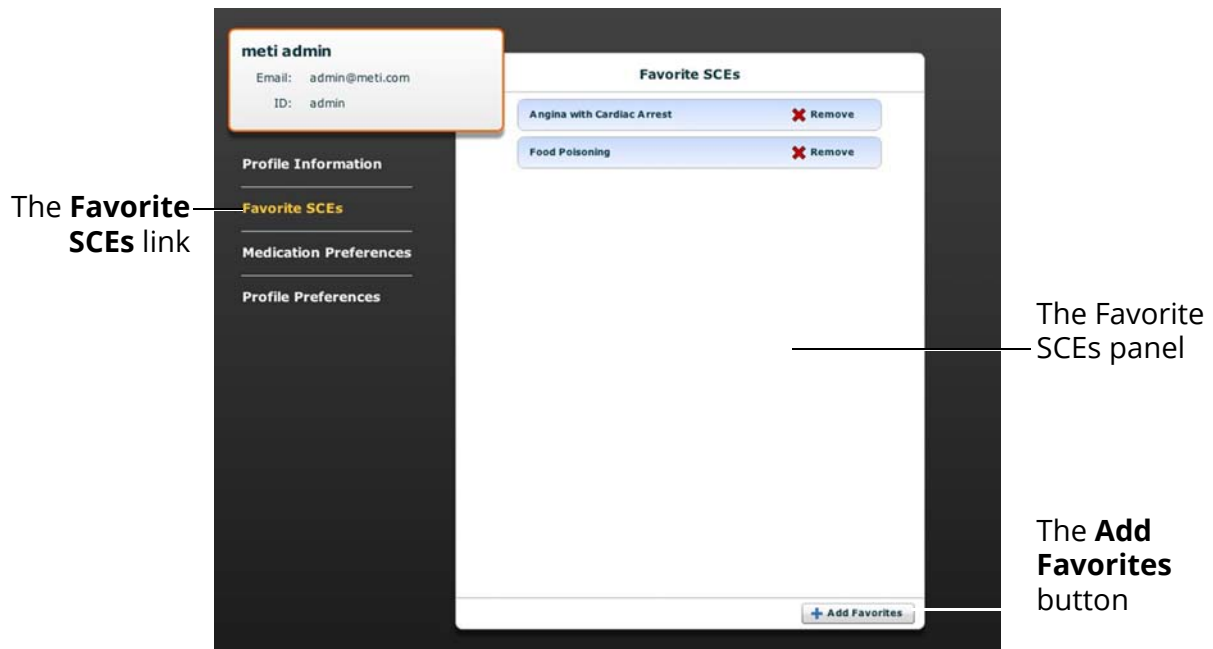 meti admin
Email: admin@meti.com
ID: admin
Profile Information
Favorite SCEs
Medication Preferences
Profile Preferences
Favorite SCEs
Angina with Cardiac Arrest Remove
Food Poisoning Remove
Add Favorites
The Favorite
SCEs link
The Favorite
SCEs panel
The Add
Favorites
button